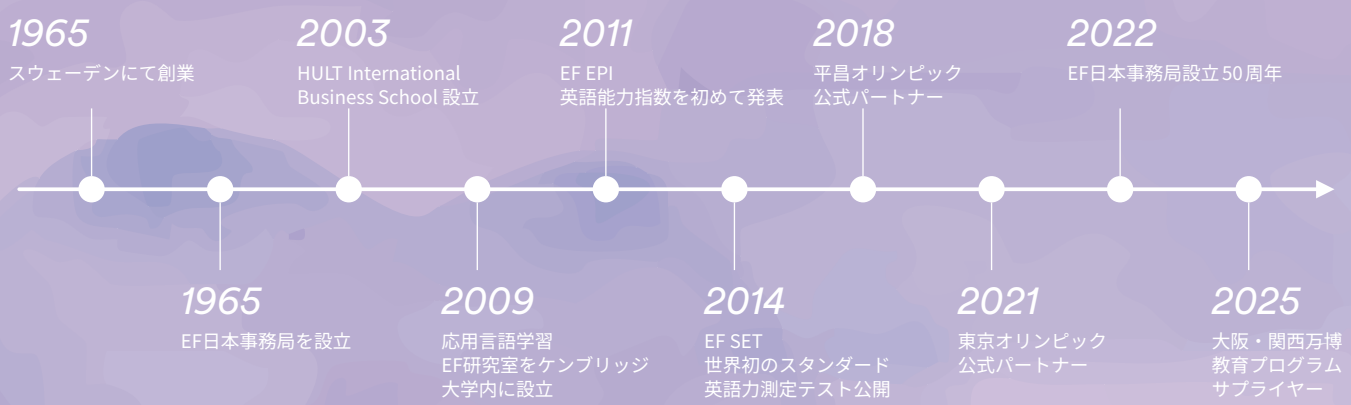 1965
スウェーデンにて創業
2003
HULT International
Business School 設立
2011
EF EPI
英語能力指数を初めて発表
2018
平昌オリンピック
公式パートナー
2022
EF日本事務局設立50周年
1965
EF日本事務局を設立
2009
応用言語学習
EF研究室をケンブリッジ
大学内に設立
2014
EF SET
世界初のスタンダード
英語力測定テスト公開
2021
東京オリンピック
公式パートナー
2025
大阪・関西万博
教育プログラム
サプライヤー